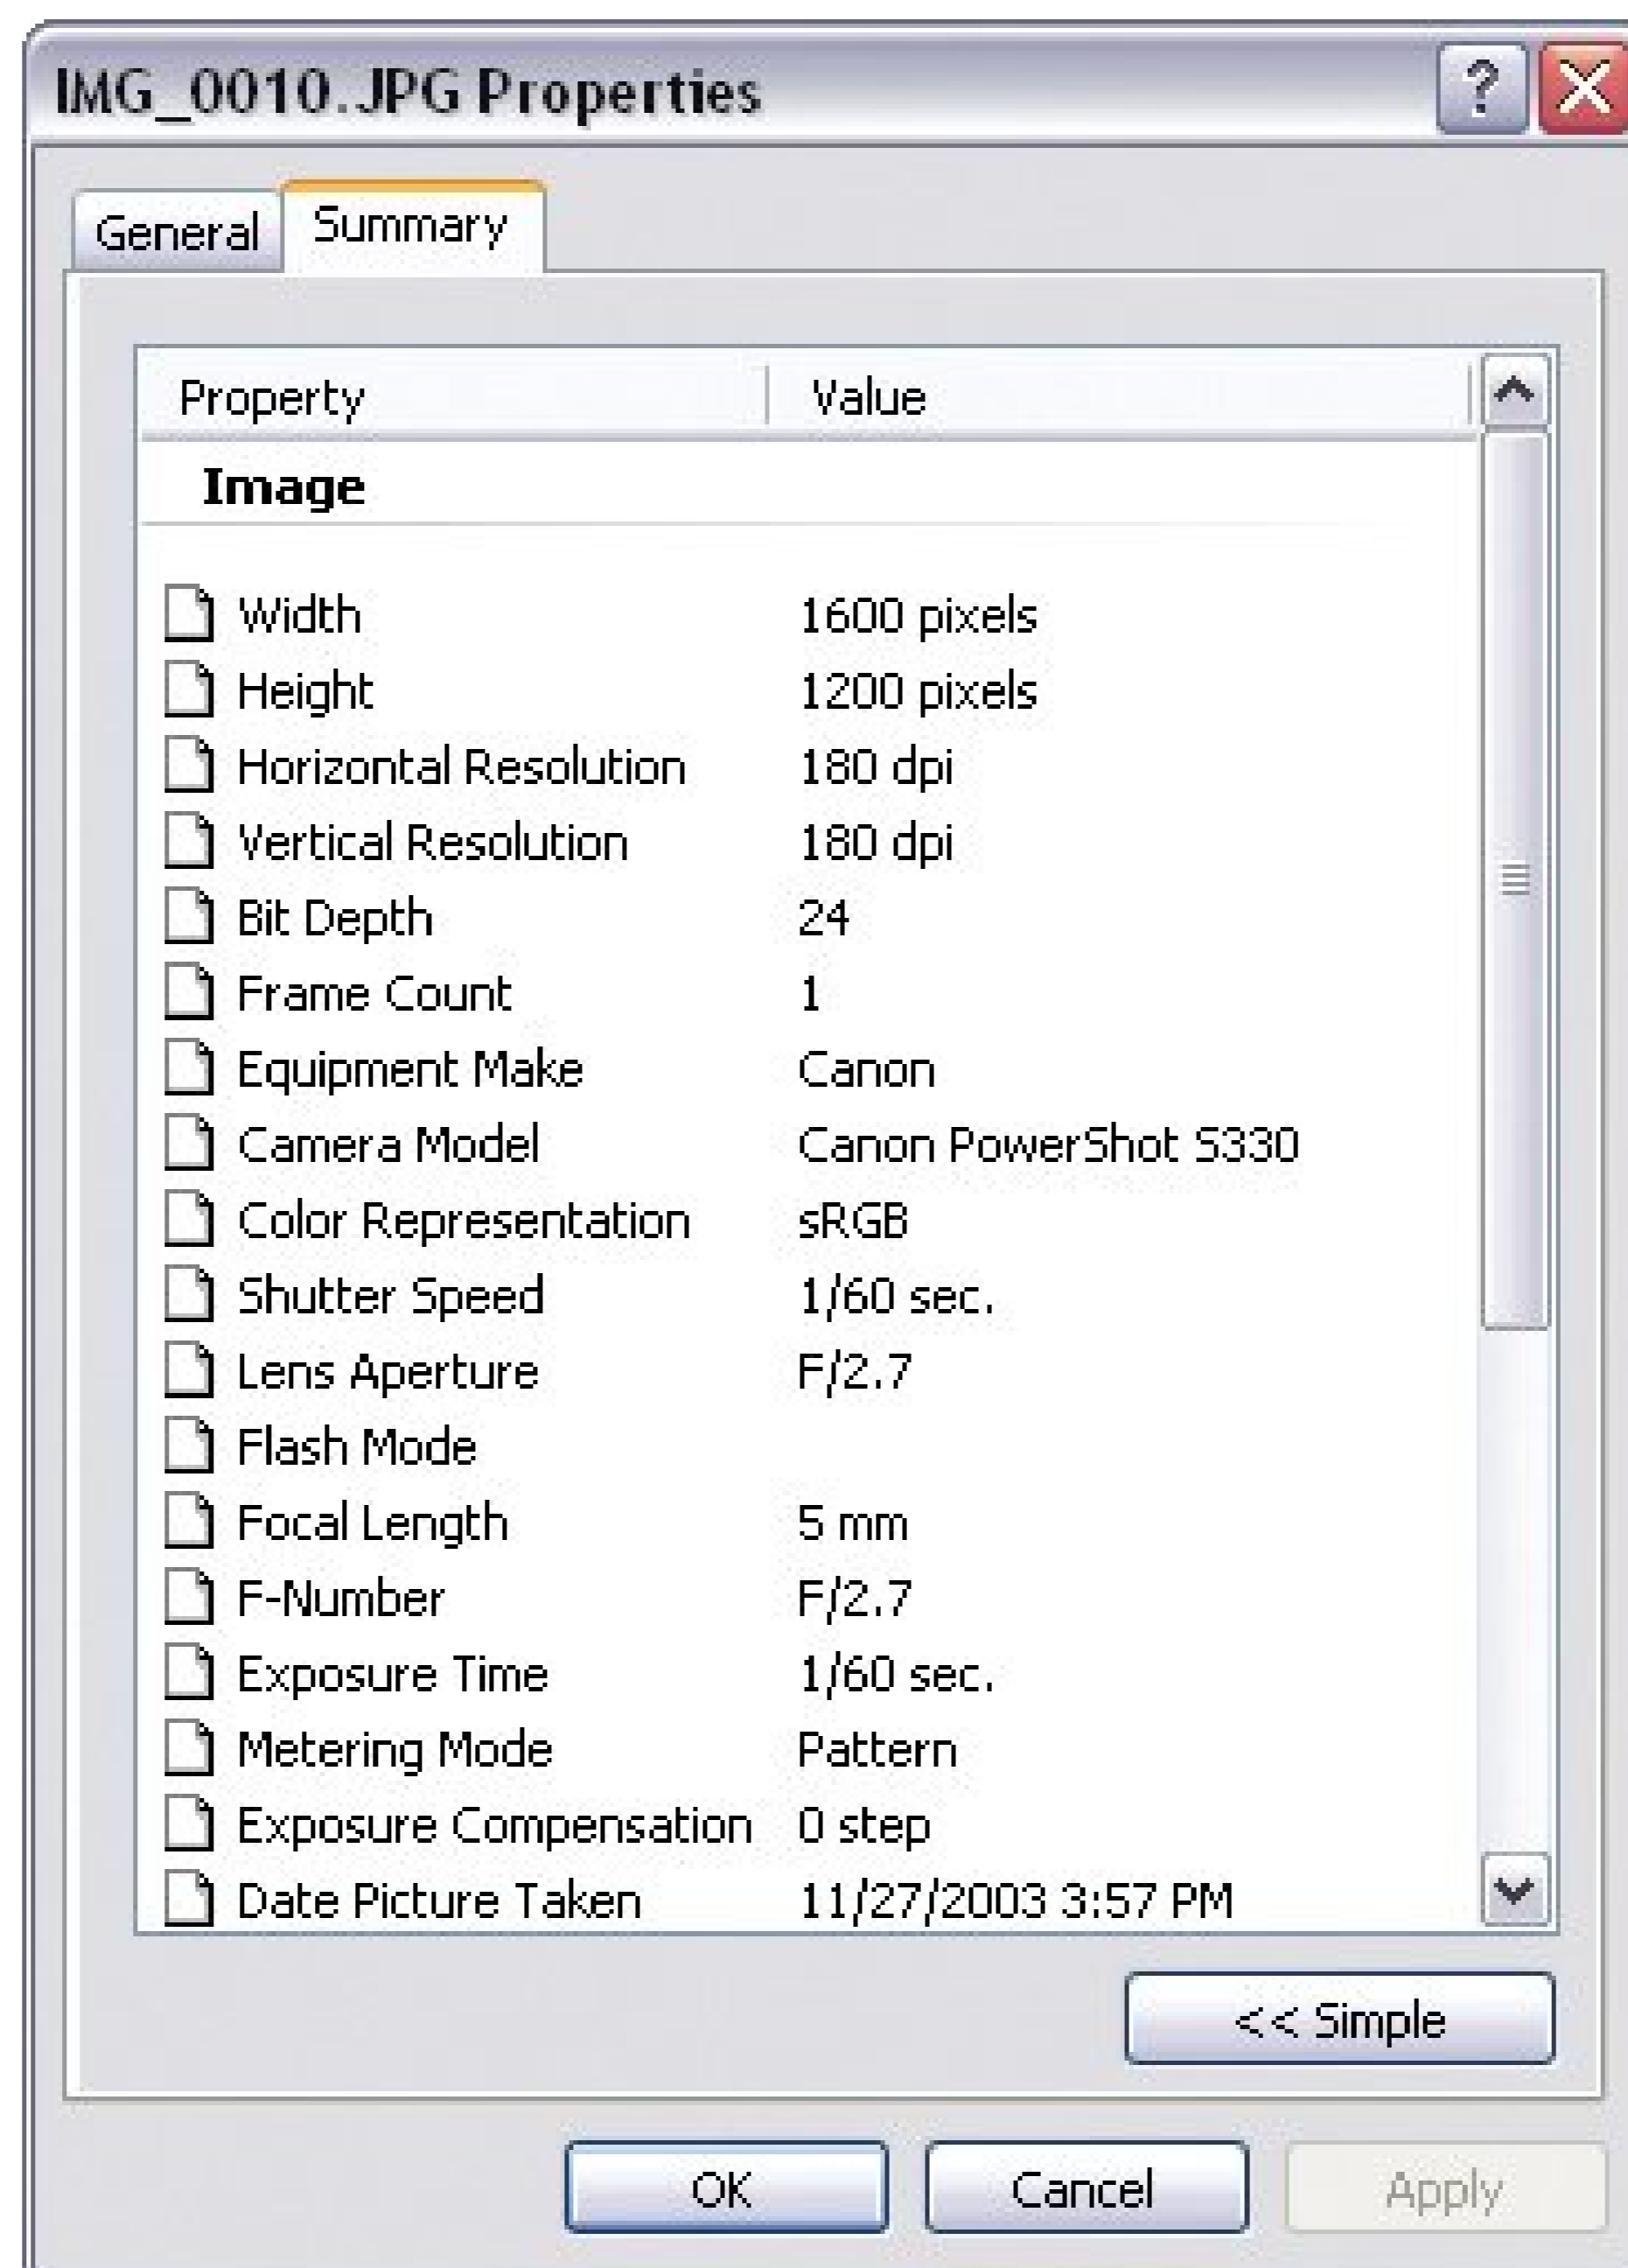 IMG_0010.JPG Properties
General Summary
Property Value
Image
Width 1600 pixels
Height 1200 pixels
Horizontal Resolution 180 dpi
Vertical Resolution 180 dpi
Bit Depth 24
Frame Count 1
Equipment Make Canon
Camera Model Canon PowerShot S330
Color Representation sRGB
Shutter Speed 1/60 sec.
Lens Aperture F/2.7
Flash Mode
Focal Length 5 mm
F-Number F/2.7
Exposure Time 1/60 sec.
Metering Mode Pattern
Exposure Compensation 0 step
Date Picture Taken 11/27/2003 3:57 PM
<< Simple
OK Cancel Apply